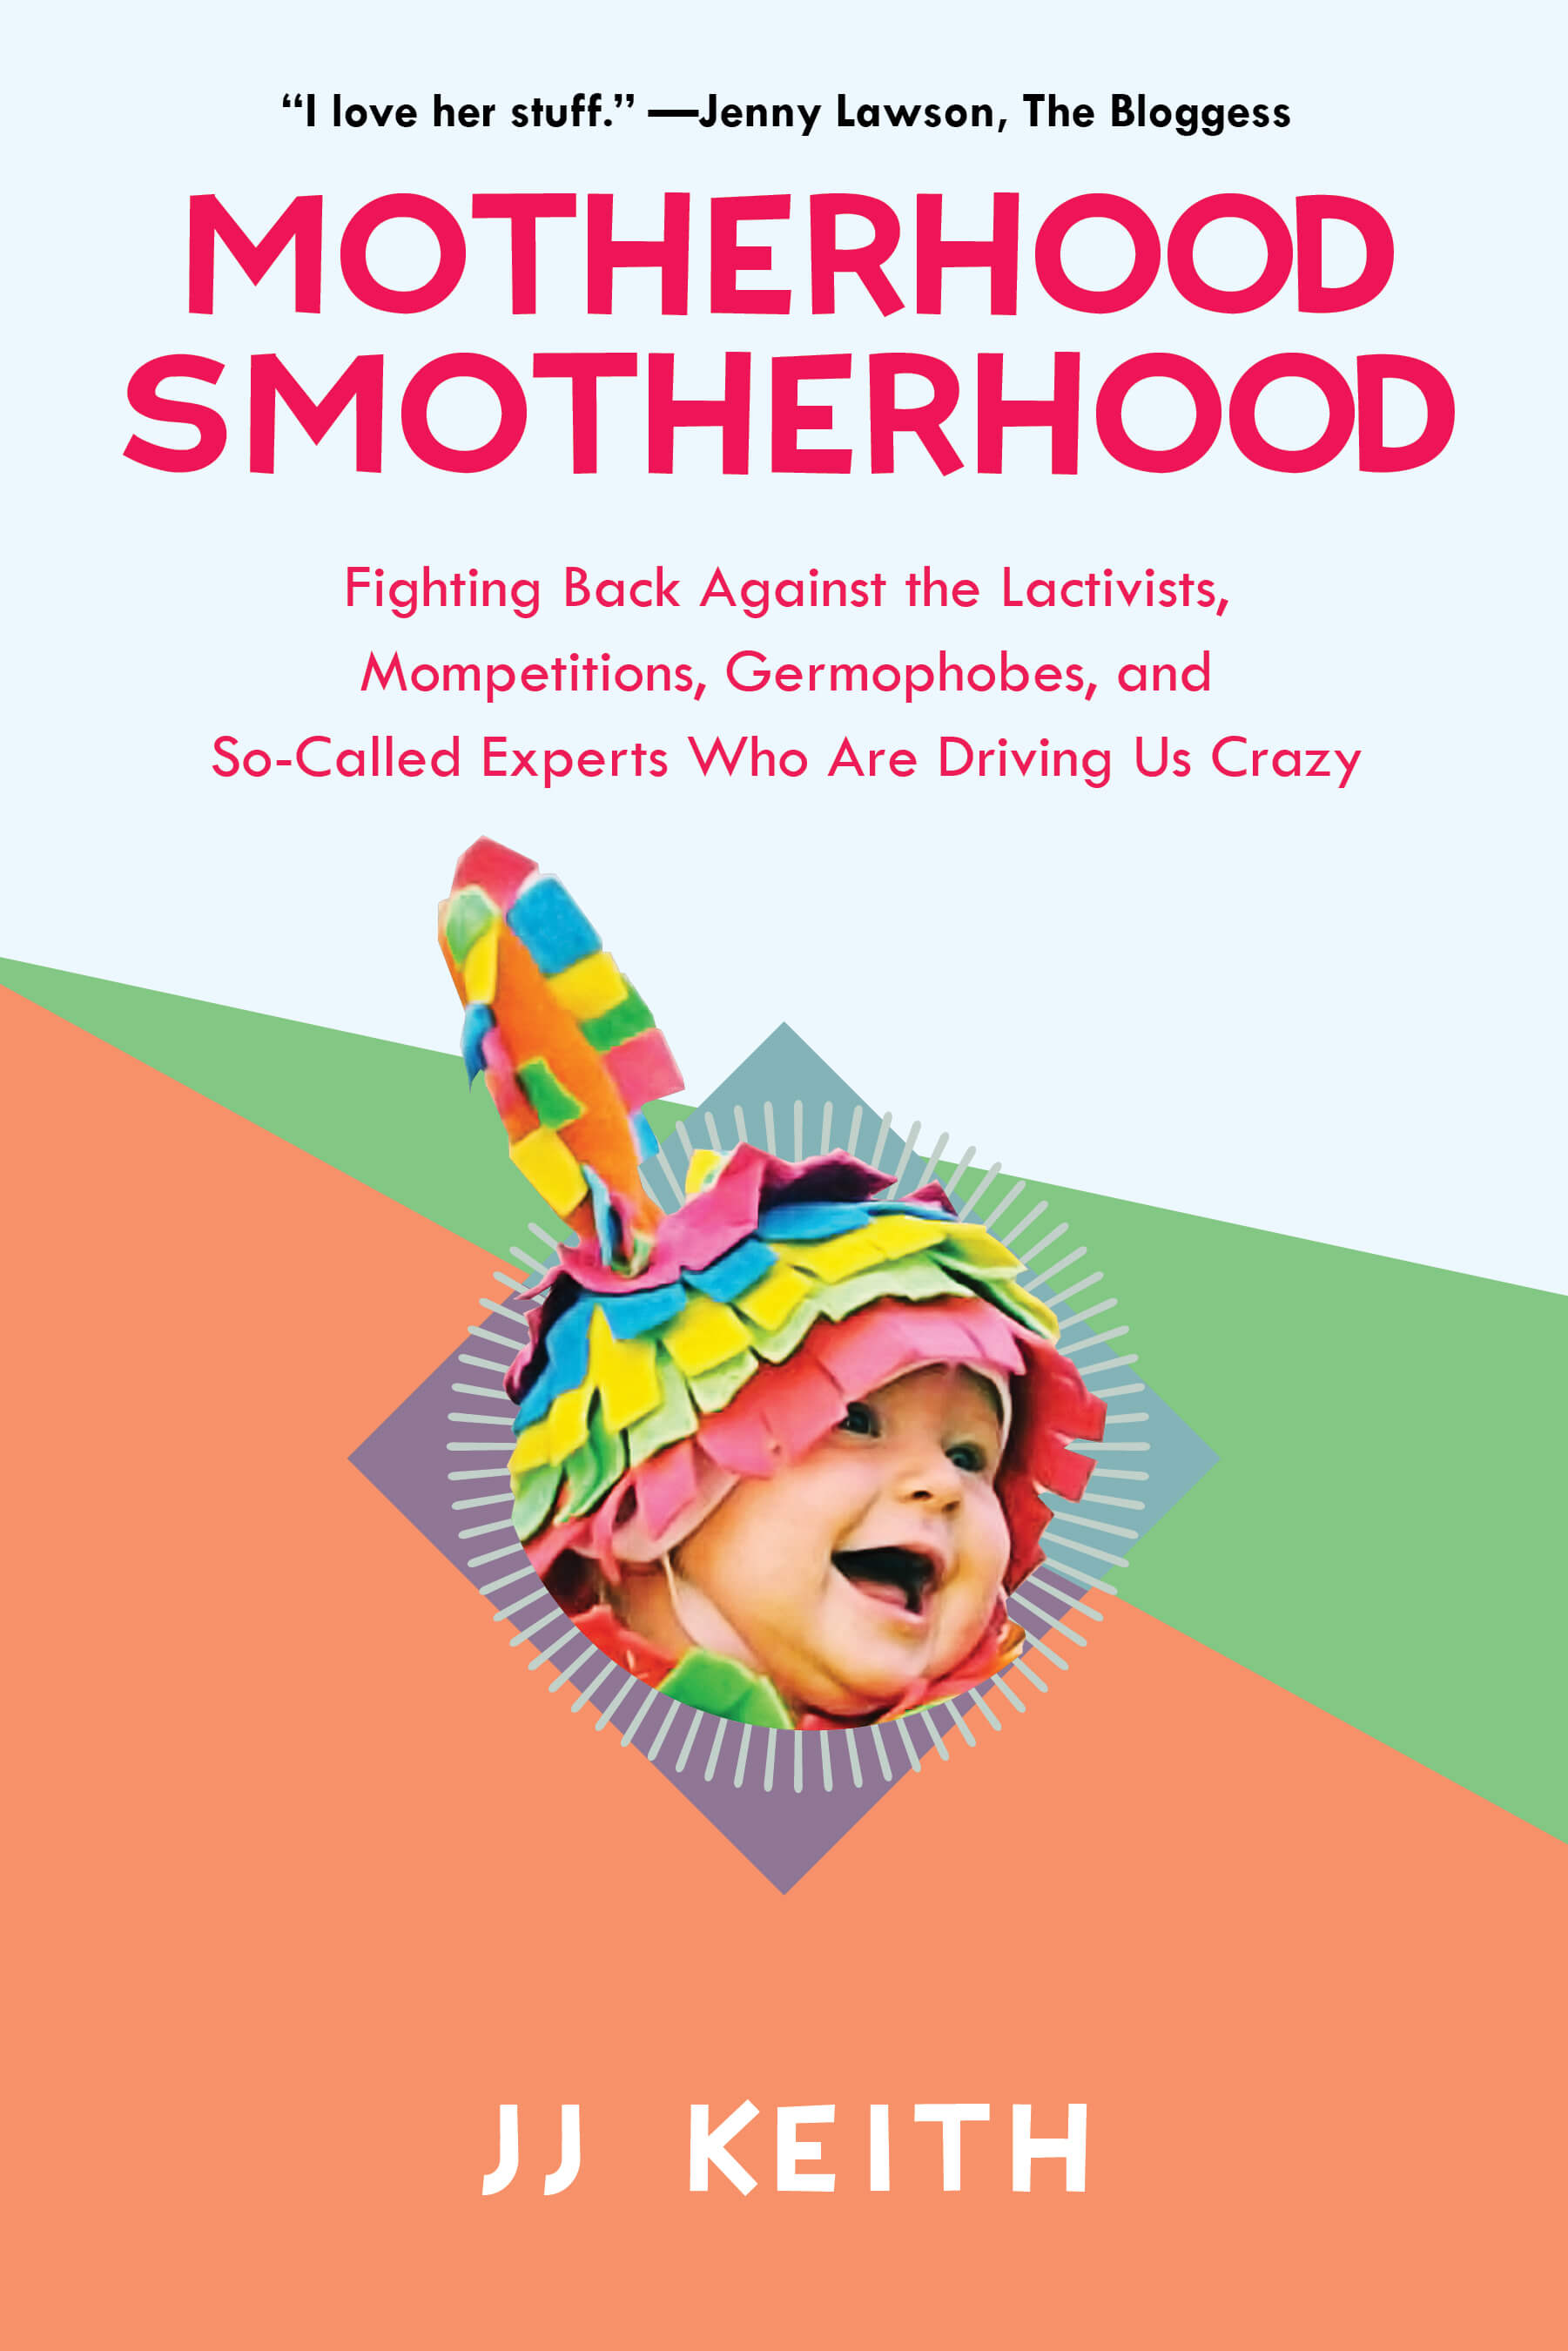 “I love her stuff.” —Jenny Lawson, The Bloggess
MOTHERHOOD
SMOTHERHOOD
Fighting Back Against the Lactivists,
Mompetitions, Germophobes, and
So-Called Experts Who Are Driving Us Crazy
JJ KEITH